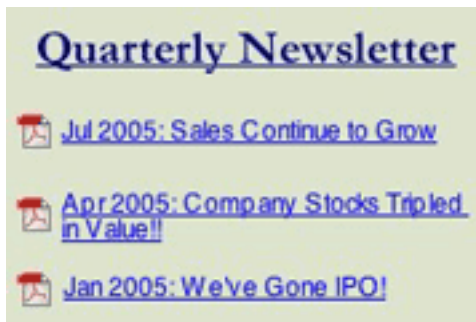 Quarterly Newsletter
Jul 2005: Sales Continue to Grow
Apr 2005: Company Stocks Tripled
in Value!!
Jan 2005: We've Gone IPO!